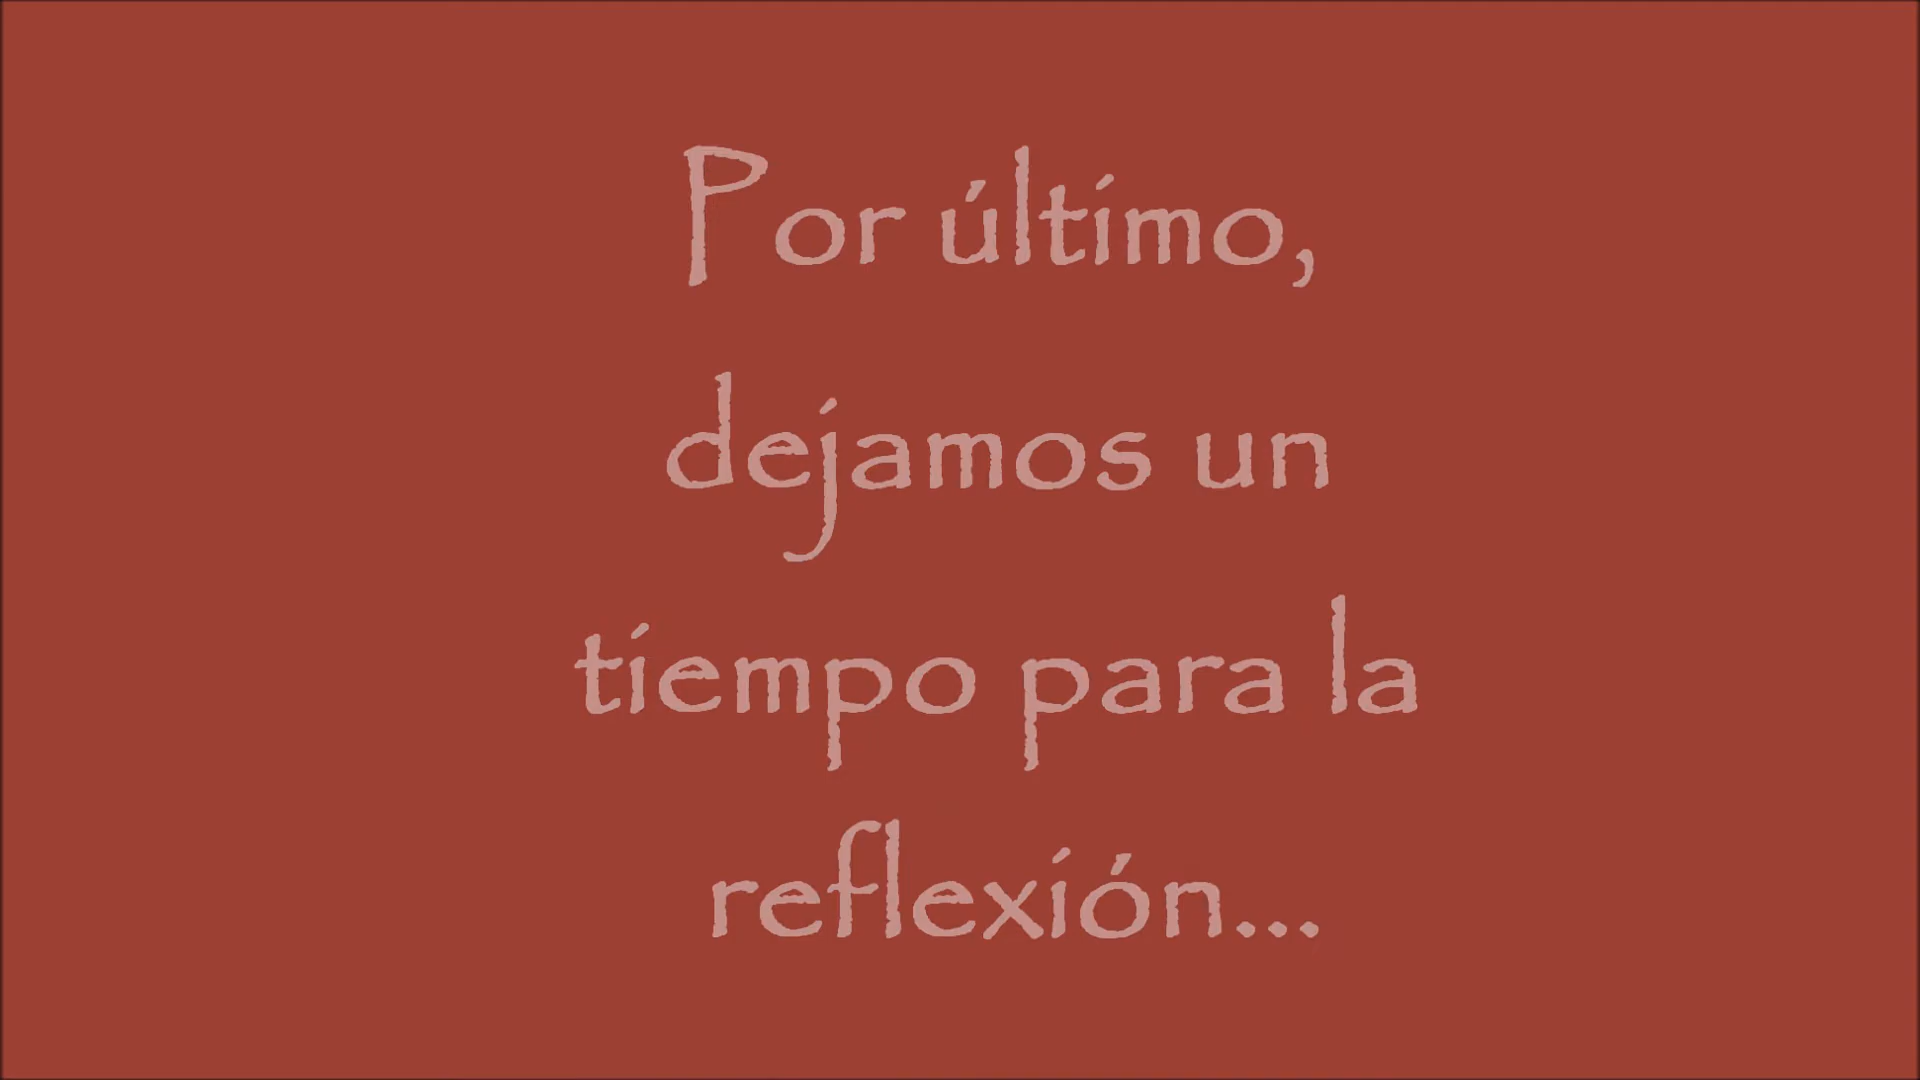 Por último,
dejamos un
tiempo para la
reflexión...